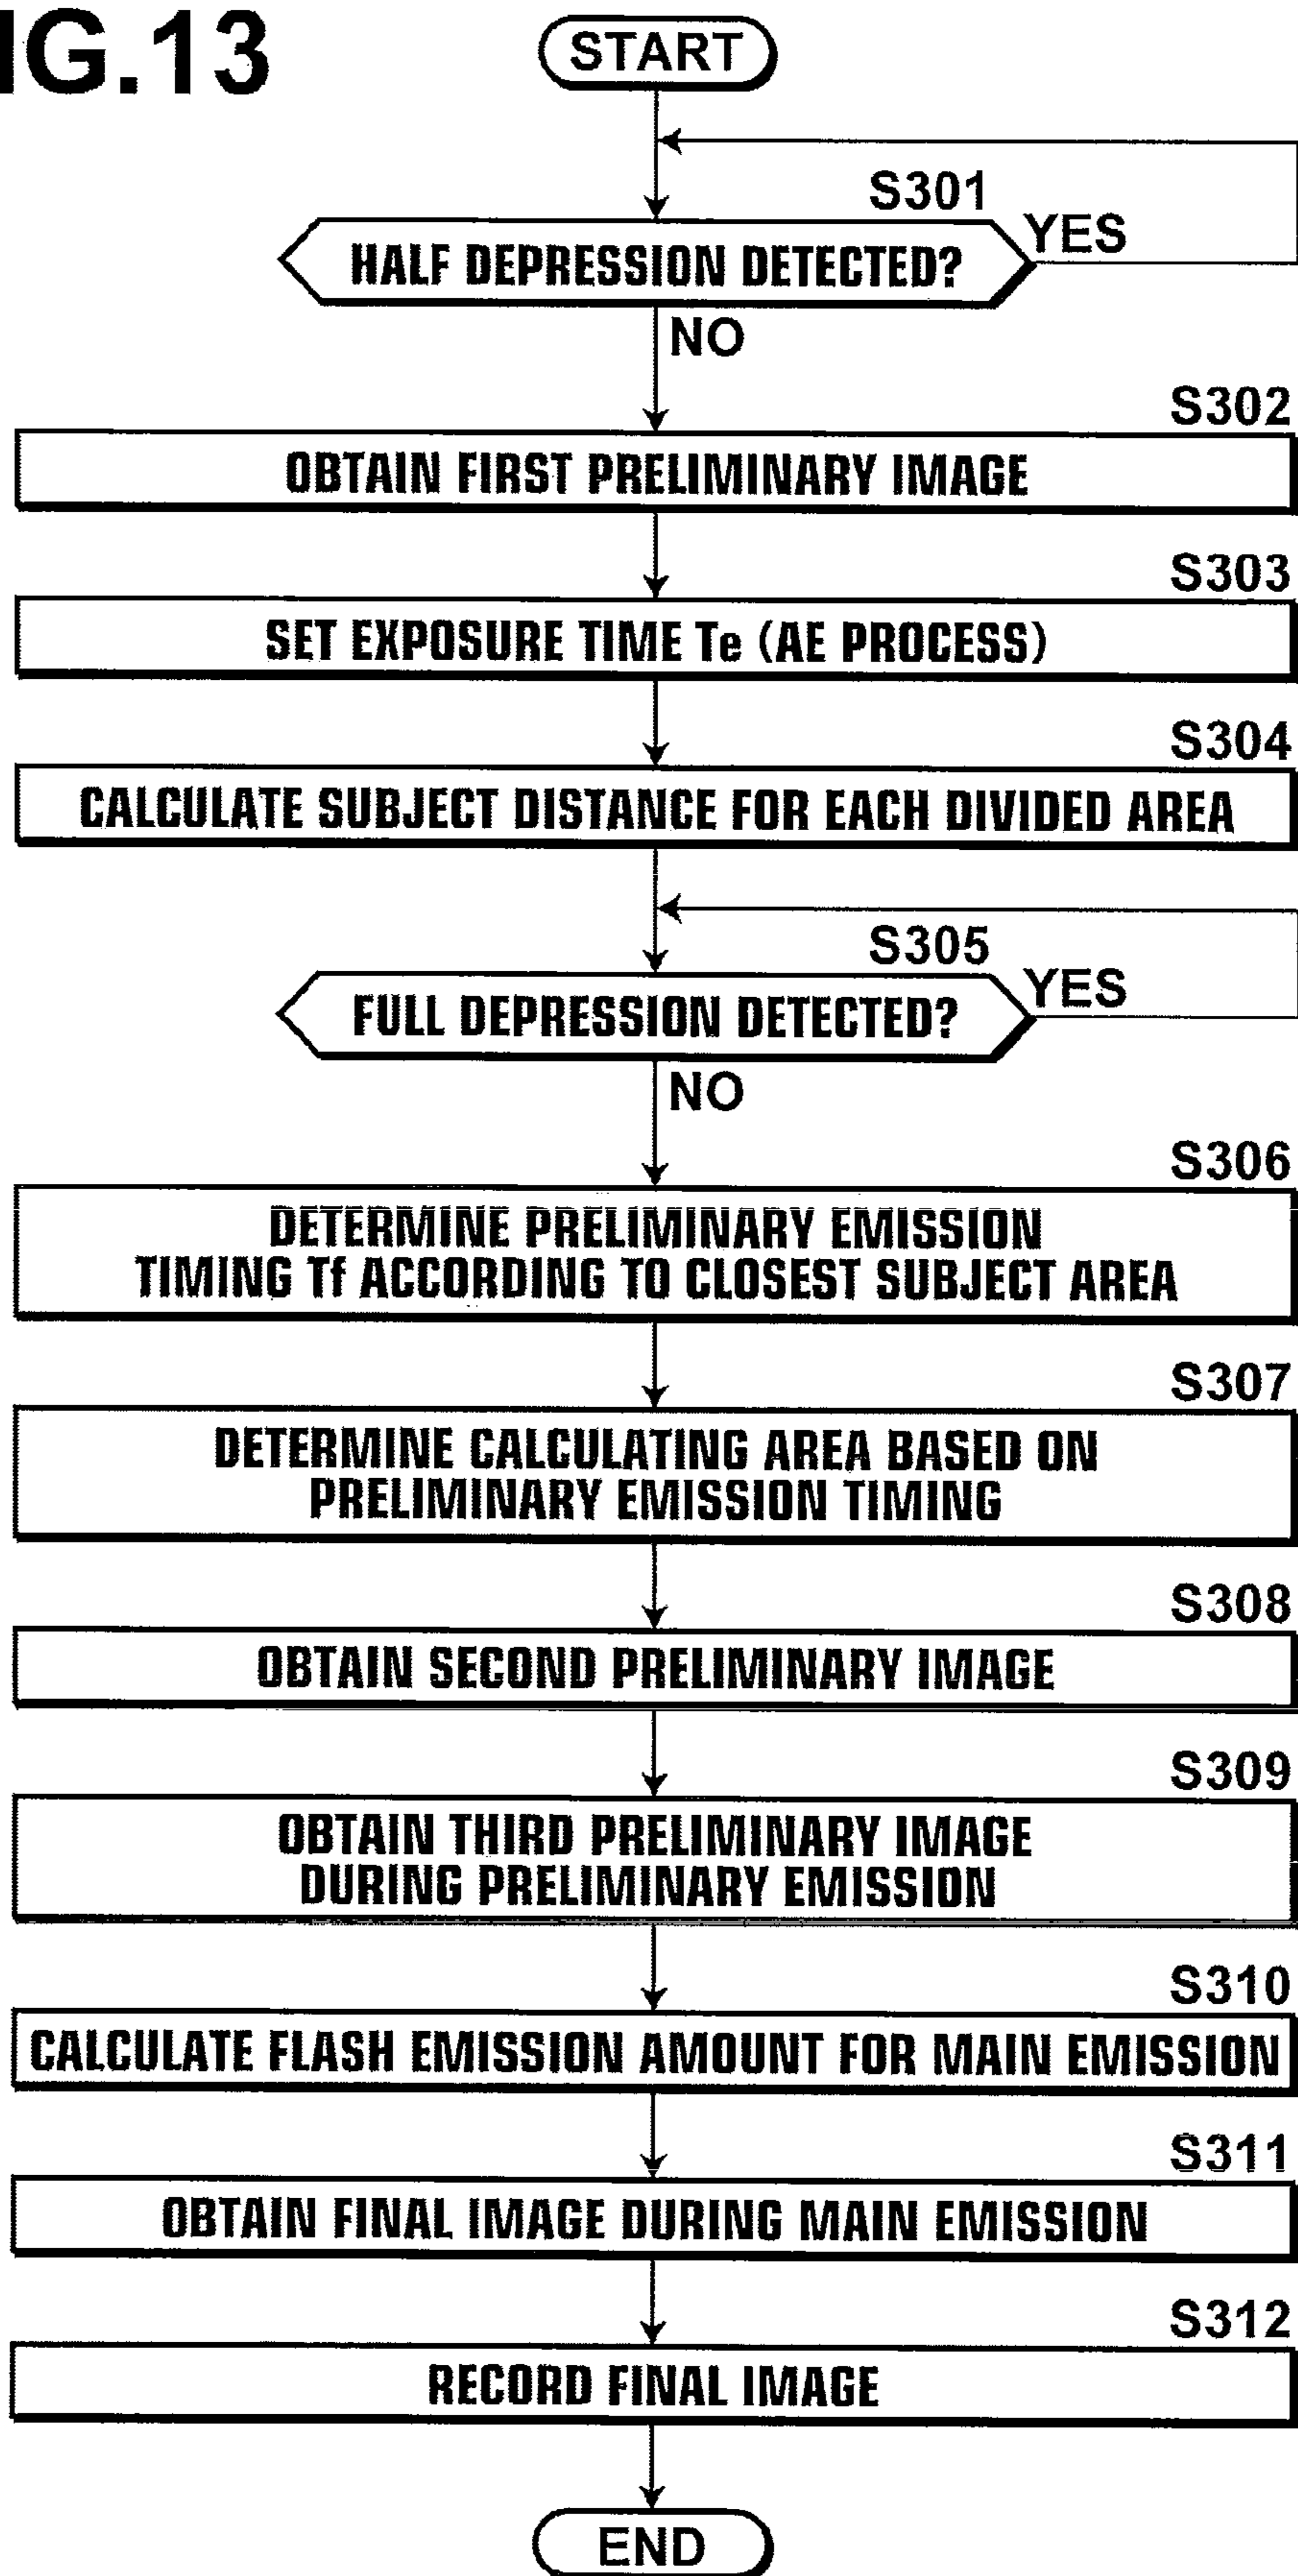 IG.13
START
S301
HALF DEPRESSION DETECTED?
YES
NO
S302
OBTAIN FIRST PRELIMINARY IMAGE
S303
SET EXPOSURE TIME Te (AE PROCESS)
S304
CALCULATE SUBJECT DISTANCE FOR EACH DIVIDED AREA
S305
FULL DEPRESSION DETECTED?
YES
NO
S306
DETERMINE PRELIMINARY EMISSION
TIMING Tf ACCORDING TO CLOSEST SUBJECT AREA
S307
DETERMINE CALCULATING AREA BASED ON
PRELIMINARY EMISSION TIMING
S308
OBTAIN SECOND PRELIMINARY IMAGE
S309
OBTAIN THIRD PRELIMINARY IMAGE
DURING PRELIMINARY EMISSION
S310
CALCULATE FLASH EMISSION AMOUNT FOR MAIN EMISSION
S311
OBTAIN FINAL IMAGE DURING MAIN EMISSION
S312
RECORD FINAL IMAGE
END